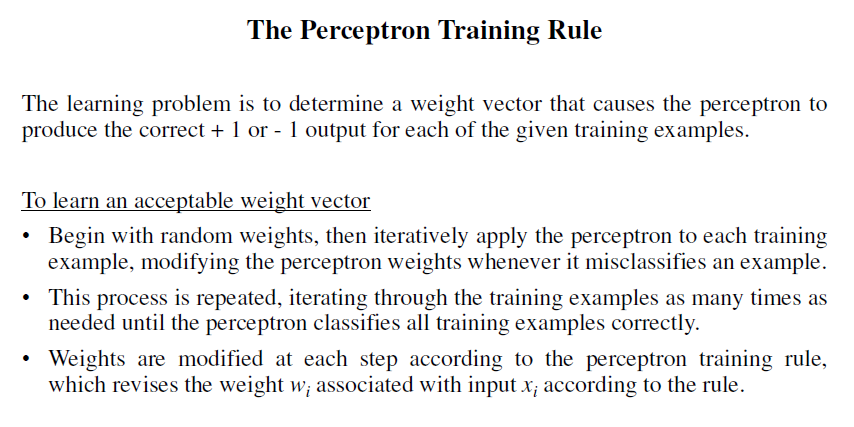 The Perceptron Training Rule
The learning problem is to determine a weight vector that causes the perceptron to
produce the correct + 1 or - 1 output for each of the given training examples.
To learn an acceptable weight vector
• Begin with random weights, then iteratively apply the perceptron to each training
example, modifying the perceptron weights whenever it misclassifies an example.
• This process is repeated, iterating through the training examples as many times as
needed until the perceptron classifies all training examples correctly.
• Weights are modified at each step according to the perceptron training rule,
which revises the weight wᵢ associated with input xᵢ according to the rule.